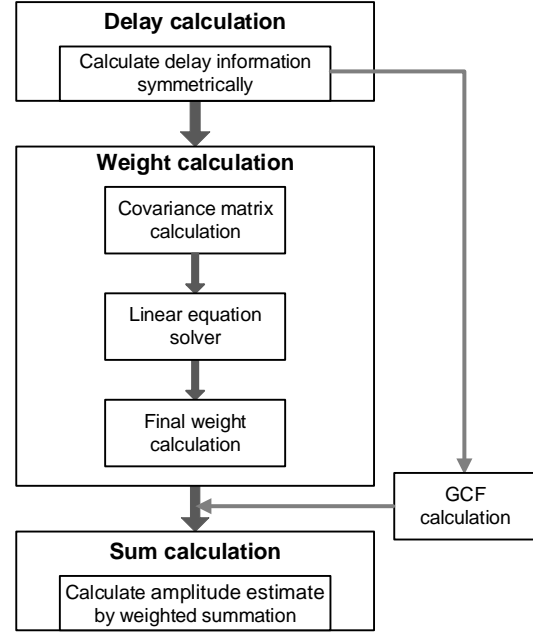 Delay calculation
Calculate delay information
symmetrically
Weight calculation
Covariance matrix
calculation
Linear equation
solver
Final weight
calculation
GCF
calculation
Sum calculation
Calculate amplitude estimate
by weighted summation